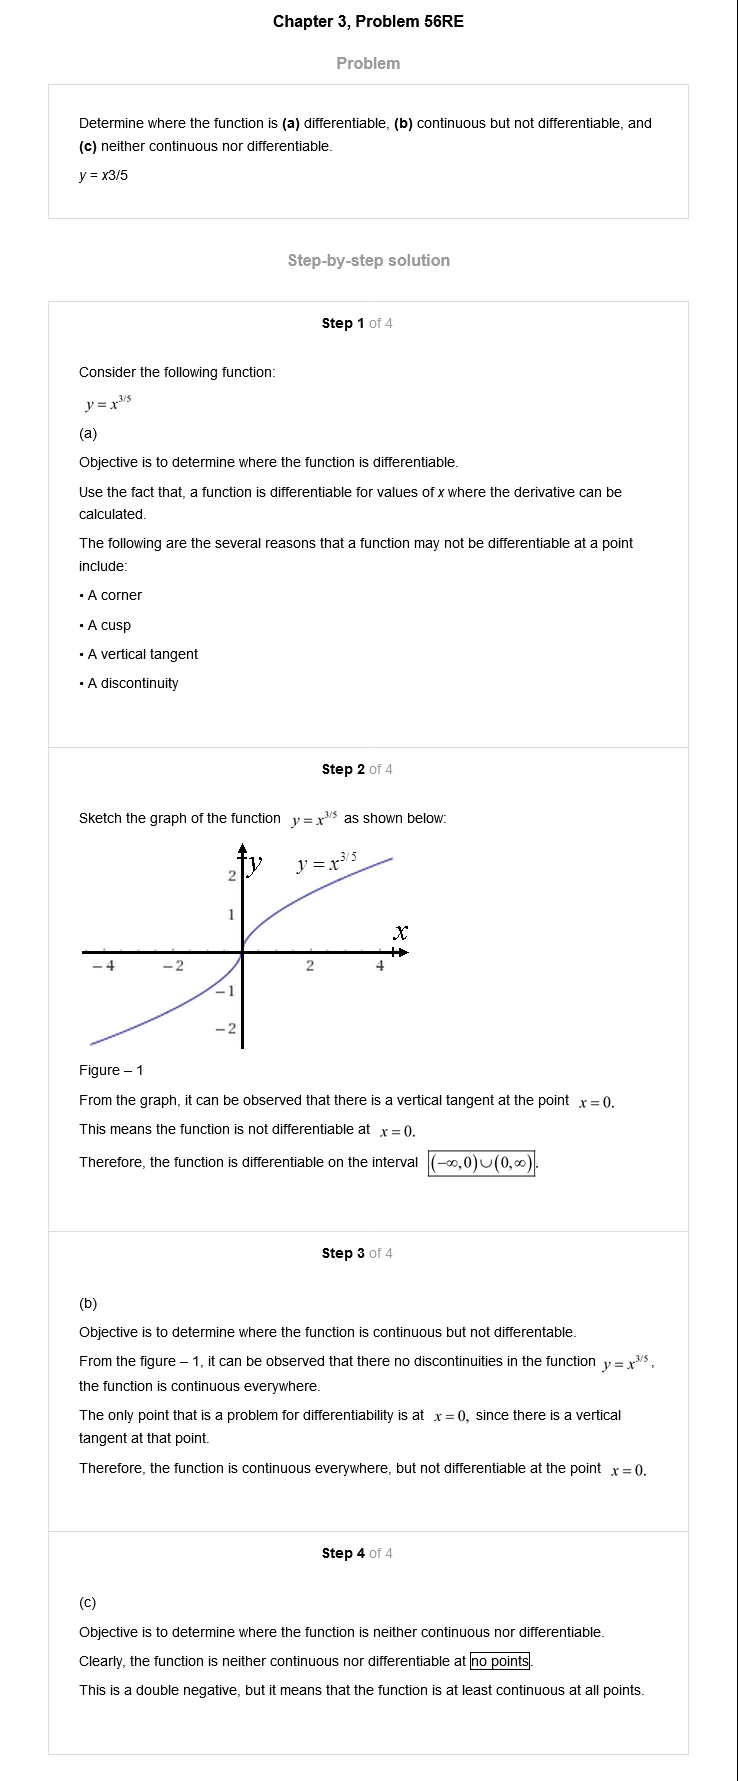 Chapter 3, Problem 56RE
Problem
Determine where the function is (a) differentiable, (b) continuous but not differentiable, and
(c) neither continuous nor differentiable.
y = x3/5
Step-by-step solution
Step 1 of 4
Consider the following function:
y = x^{3/5}
(a)
Objective is to determine where the function is differentiable.
Use the fact that, a function is differentiable for values of x where the derivative can be
calculated.
The following are the several reasons that a function may not be differentiable at a point
include:
• A corner
• A cusp
• A vertical tangent
• A discontinuity
Step 2 of 4
Sketch the graph of the function y = x^{3/5} as shown below:
y
y = x^{3/5}
2
1
x
−4 −2 2 4
−1
−2
Figure – 1
From the graph, it can be observed that there is a vertical tangent at the point x = 0.
This means the function is not differentiable at x = 0.
Therefore, the function is differentiable on the interval (−∞,0)∪(0,∞).
Step 3 of 4
(b)
Objective is to determine where the function is continuous but not differentable.
From the figure – 1, it can be observed that there no discontinuities in the function y = x^{3/5},
the function is continuous everywhere.
The only point that is a problem for differentiability is at x = 0, since there is a vertical
tangent at that point.
Therefore, the function is continuous everywhere, but not differentiable at the point x = 0.
Step 4 of 4
(c)
Objective is to determine where the function is neither continuous nor differentiable.
Clearly, the function is neither continuous nor differentiable at no points.
This is a double negative, but it means that the function is at least continuous at all points.